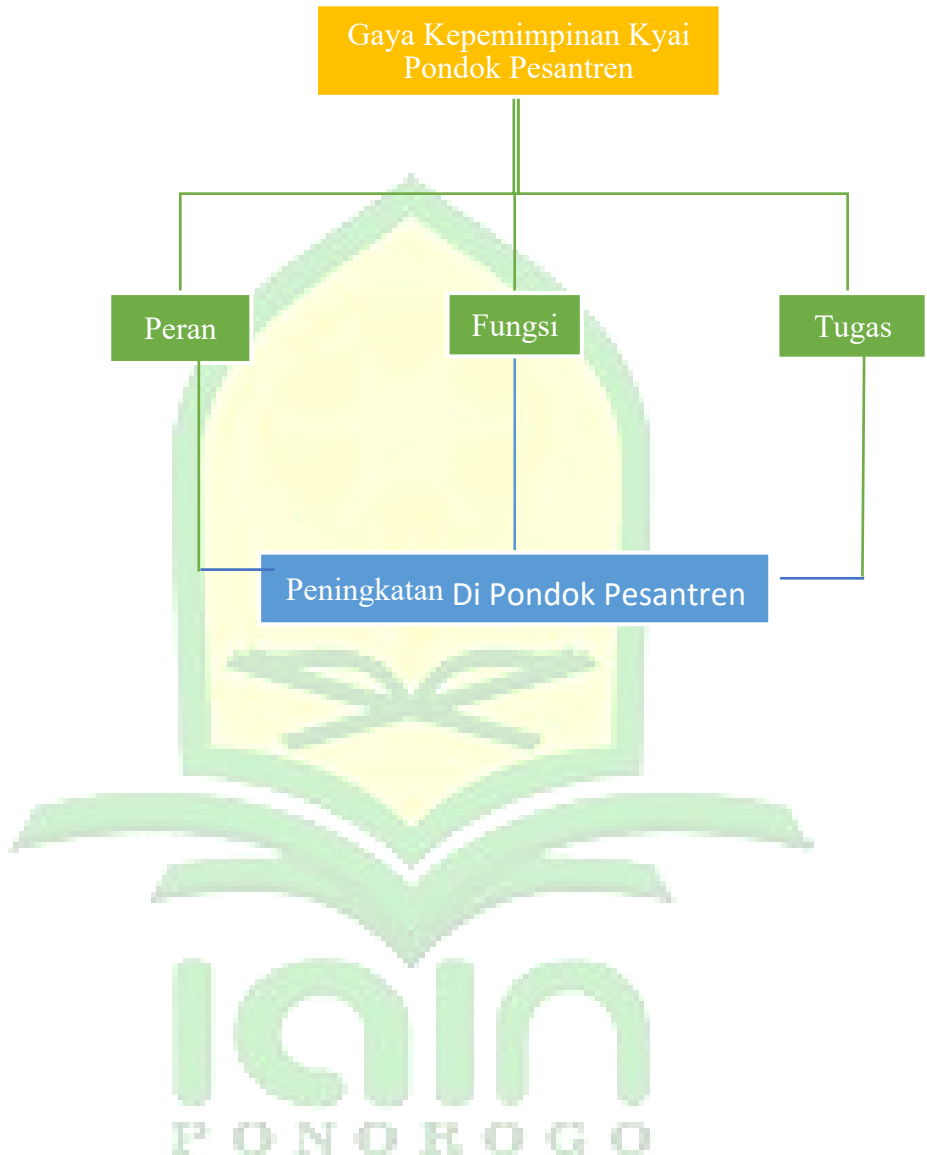 Gaya Kepemimpinan Kyai
Pondok Pesantren
Peran
Fungsi
Tugas
Peningkatan Di Pondok Pesantren
IAIN
PONOROGO